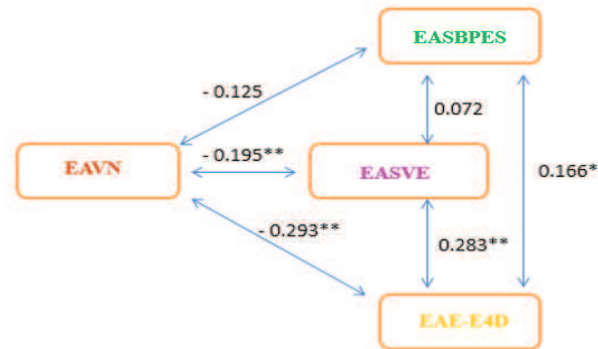 EASBPES
- 0.125
0.072
- 0.195**
EAVN
EASVE
0.166*
- 0.293**
0.283**
EAE-E4D